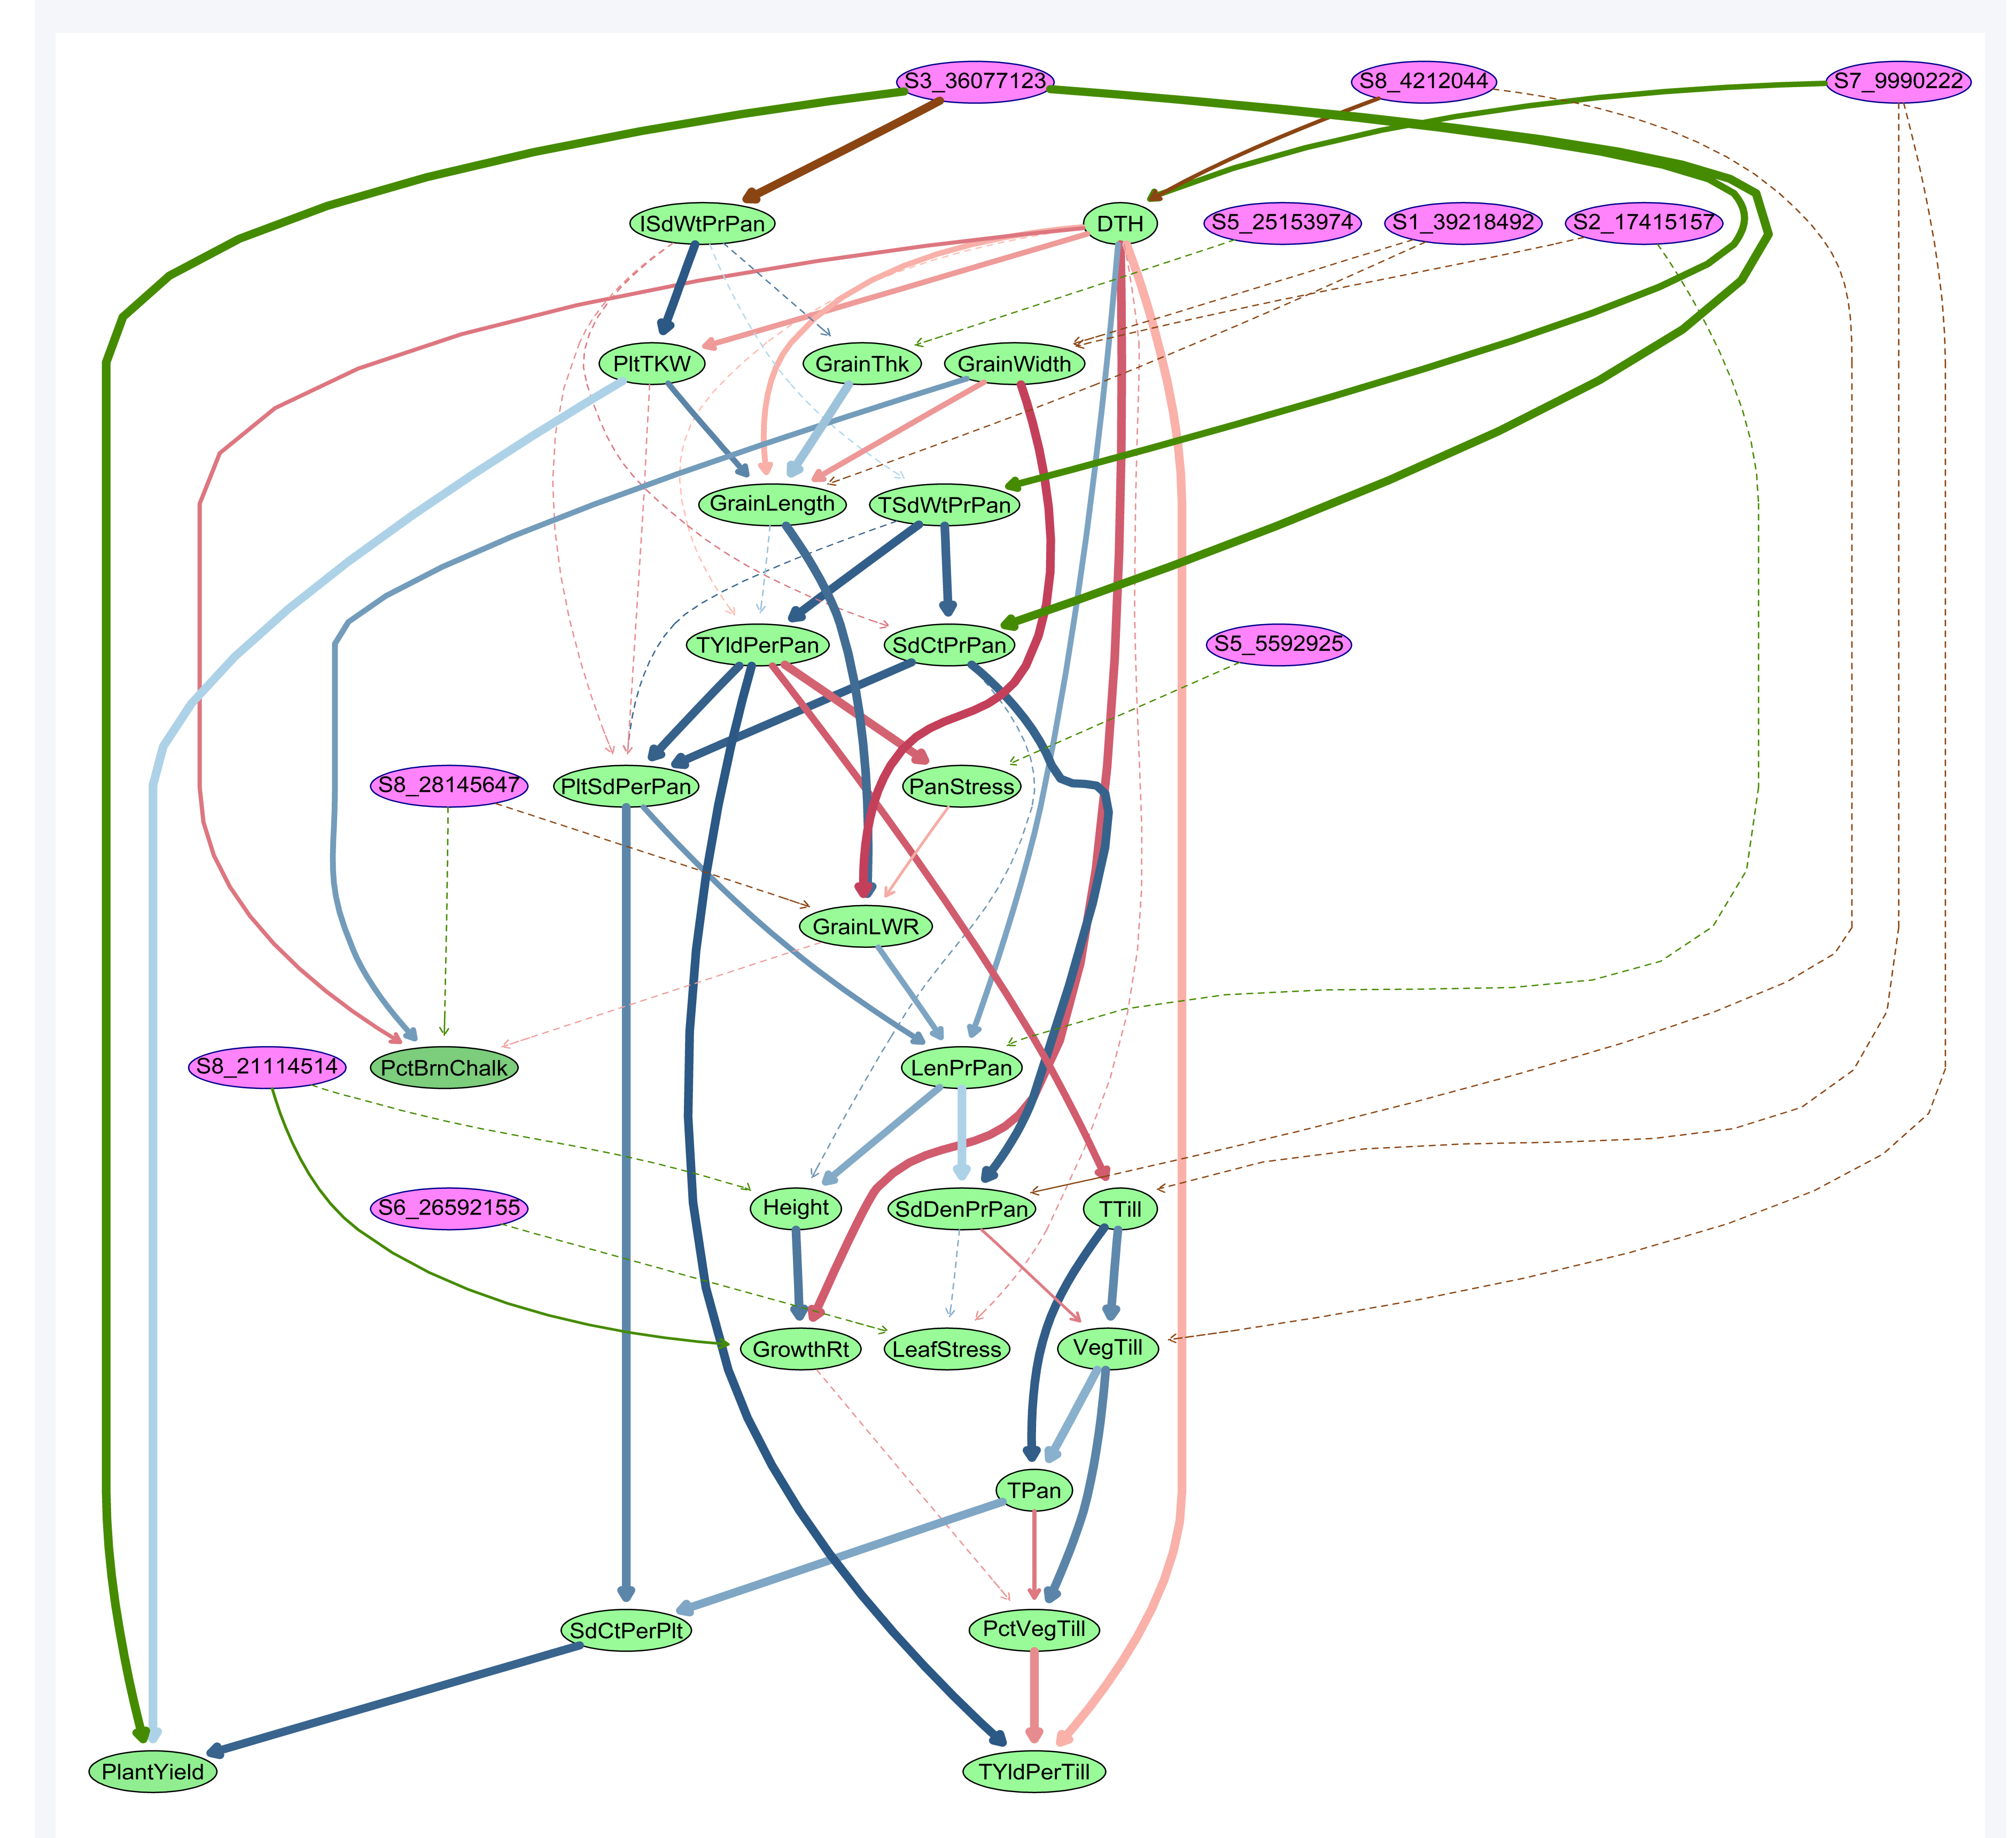 S3_36077123
S8_4212044
S7_9990222
ISdWtPrPan
DTH
S5_25153974
S1_39218492
S2_17415157
PltTKW
GrainThk
GrainWidth
GrainLength
TSdWtPrPan
TYldPerPan
SdCtPrPan
S5_5592925
S8_28145647
PltSdPerPan
PanStress
GrainLWR
S8_21114514
PctBrnChalk
LenPrPan
S6_26592155
Height
SdDenPrPan
TTill
GrowthRt
LeafStress
VegTill
TPan
SdCtPerPlt
PctVegTill
PlantYield
TYldPerTill